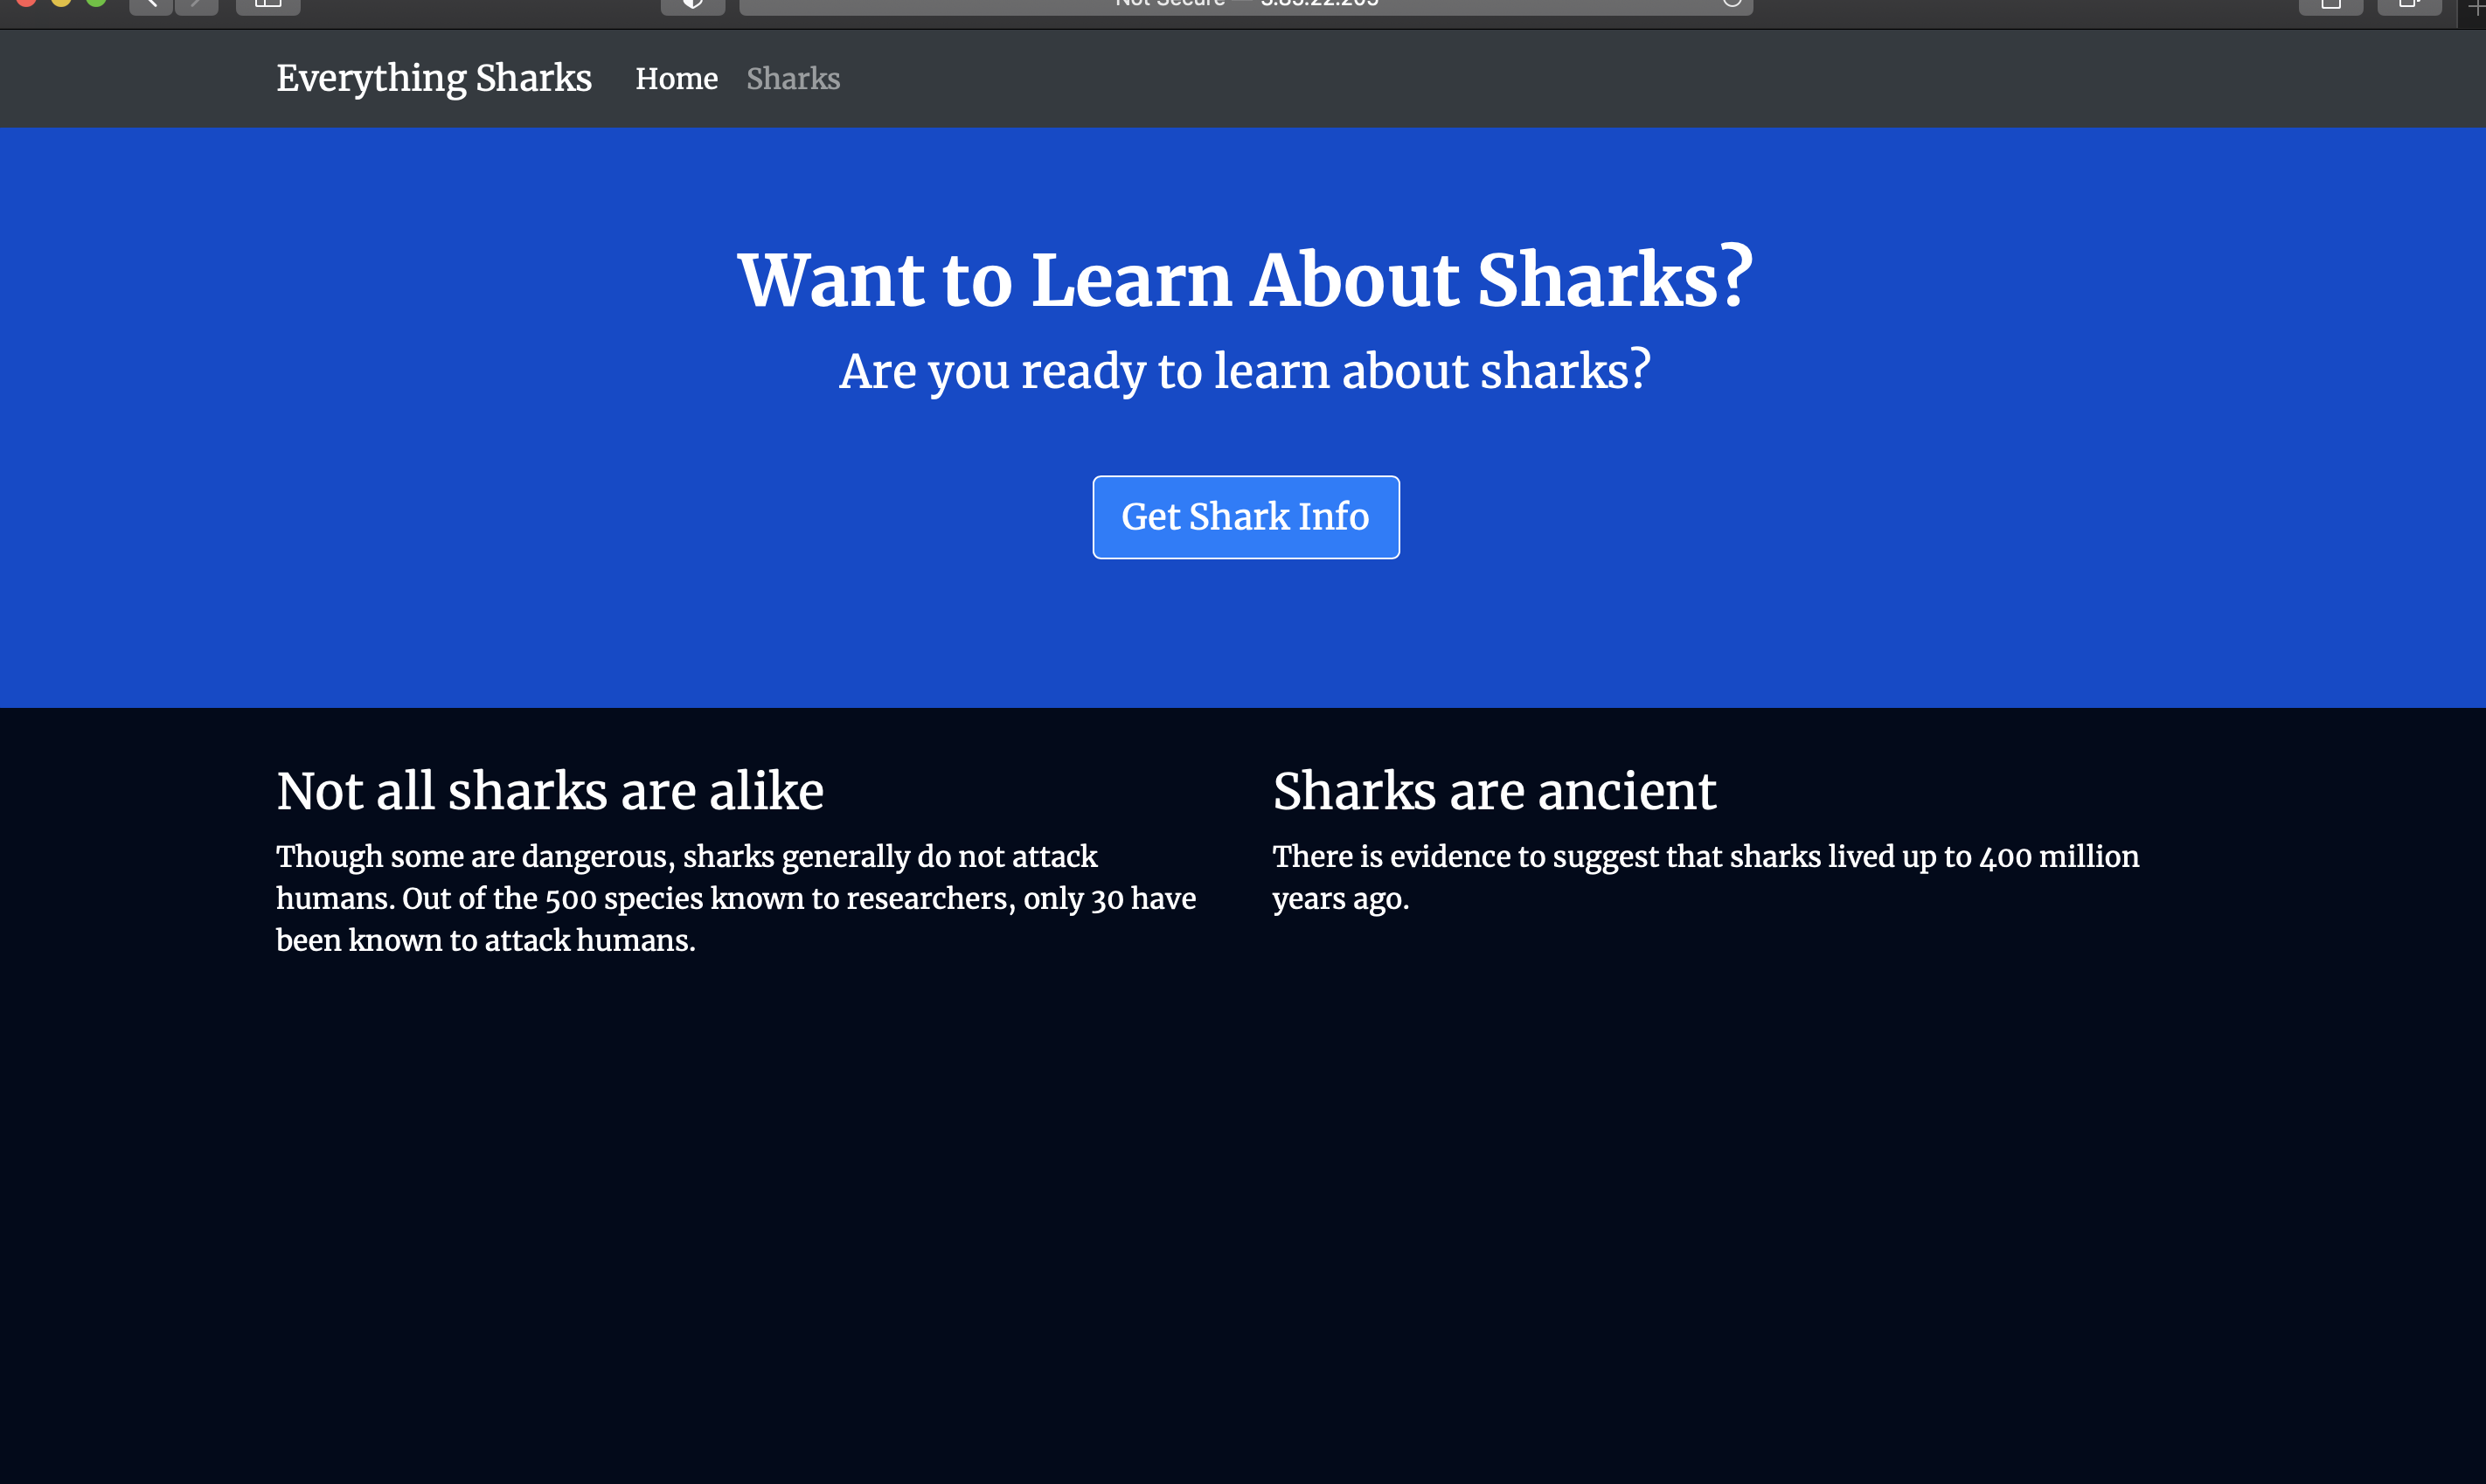 Not Secure —
Everything Sharks Home Sharks
Want to Learn About Sharks?
Are you ready to learn about sharks?
Get Shark Info
Not all sharks are alike
Though some are dangerous, sharks generally do not attack
humans. Out of the 500 species known to researchers, only 30 have
been known to attack humans.
Sharks are ancient
There is evidence to suggest that sharks lived up to 400 million
years ago.